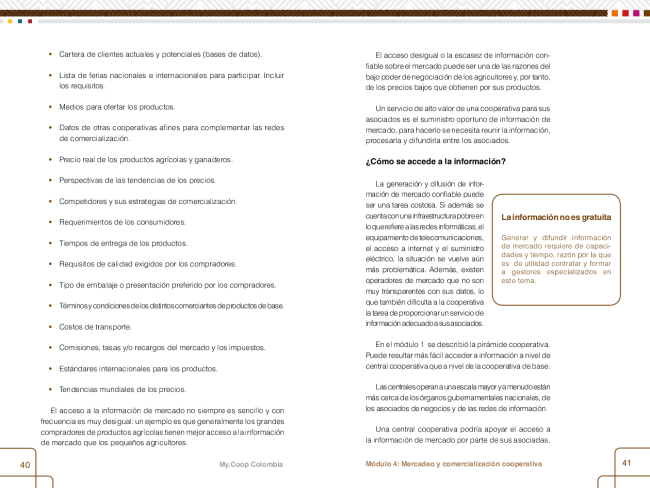 • Cartera de clientes actuales y potenciales (bases de datos).
• Lista de ferias nacionales e internacionales para participar. Incluir
los requisitos.
• Medios para ofertar los productos.
• Datos de otras cooperativas afines para complementar las redes
de comercialización.
• Precio real de los productos agrícolas y ganaderos.
• Perspectivas de las tendencias de los precios.
• Competidores y sus estrategias de comercialización.
• Requerimientos de los consumidores.
• Tiempos de entrega de los productos.
• Requisitos de calidad exigidos por los compradores.
• Tipo de embalaje o presentación preferido por los compradores.
• Términos y condiciones de los distintos comerciantes de productos de base.
• Costos de transporte.
• Comisiones, tasas y/o recargos del mercado y los impuestos.
• Estándares internacionales para los productos.
• Tendencias mundiales de los precios.
El acceso a la información de mercado no siempre es sencillo y con
frecuencia es muy desigual: un ejemplo es que generalmente los grandes
compradores de productos agrícolas tienen mejor acceso a la información
de mercado que los pequeños agricultores.
40
My.Coop Colombia
El acceso desigual o la escasez de información con-
fiable sobre el mercado puede ser una de las razones del
bajo poder de negociación de los agricultores y, por tanto,
de los precios bajos que obtienen por sus productos.
Un servicio de alto valor de una cooperativa para sus
asociados es el suministro oportuno de información de
mercado, para hacerlo se necesita reunir la información,
procesarla y difundirla entre los asociados.
¿Cómo se accede a la información?
La generación y difusión de infor-
mación de mercado confiable puede
ser una tarea costosa. Si además se
cuenta con una infraestructura pobre en
lo que refiere a las redes informáticas, el
equipamiento de telecomunicaciones,
el acceso a internet y el suministro
eléctrico, la situación se vuelve aún
más problemática. Además, existen
operadores de mercado que no son
muy transparentes con sus datos, lo
que también dificulta a la cooperativa
la tarea de proporcionar un servicio de
información adecuado a sus asociados.
La información no es gratuita
Generar y difundir información
de mercado requiere de capaci-
dades y tiempo, razón por la que
es de utilidad contratar y formar
a gestores especializados en
este tema.
En el módulo 1 se describió la pirámide cooperativa.
Puede resultar más fácil acceder a información a nivel de
central cooperativa que a nivel de la cooperativa de base.
Las centrales operan a una escala mayor y a menudo están
más cerca de los órganos gubernamentales nacionales, de
los asociados de negocios y de las redes de información.
Una central cooperativa podría apoyar el acceso a
la información de mercado por parte de sus asociadas,
Módulo 4: Mercadeo y comercialización cooperativa
41